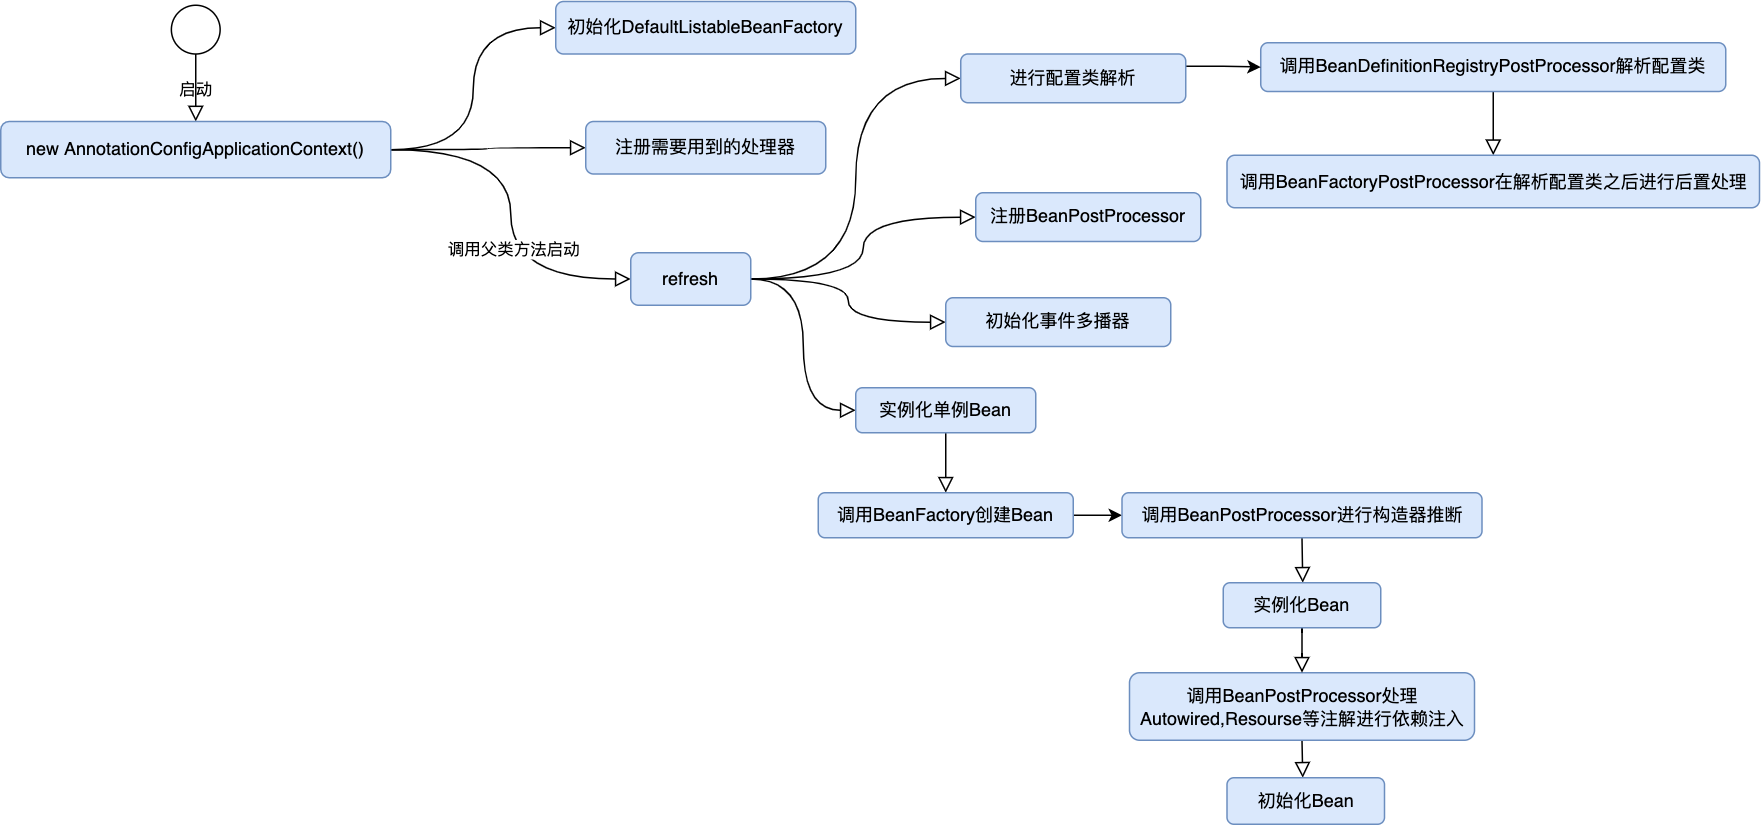 启动
new AnnotationConfigApplicationContext()
初始化DefaultListableBeanFactory
注册需要用到的处理器
调用父类方法启动
refresh
进行配置类解析
调用BeanDefinitionRegistryPostProcessor解析配置类
调用BeanFactoryPostProcessor在解析配置类之后进行后置处理
注册BeanPostProcessor
初始化事件多播器
实例化单例Bean
调用BeanFactory创建Bean
调用BeanPostProcessor进行构造器推断
实例化Bean
调用BeanPostProcessor处理
Autowired,Resourse等注解进行依赖注入
初始化Bean